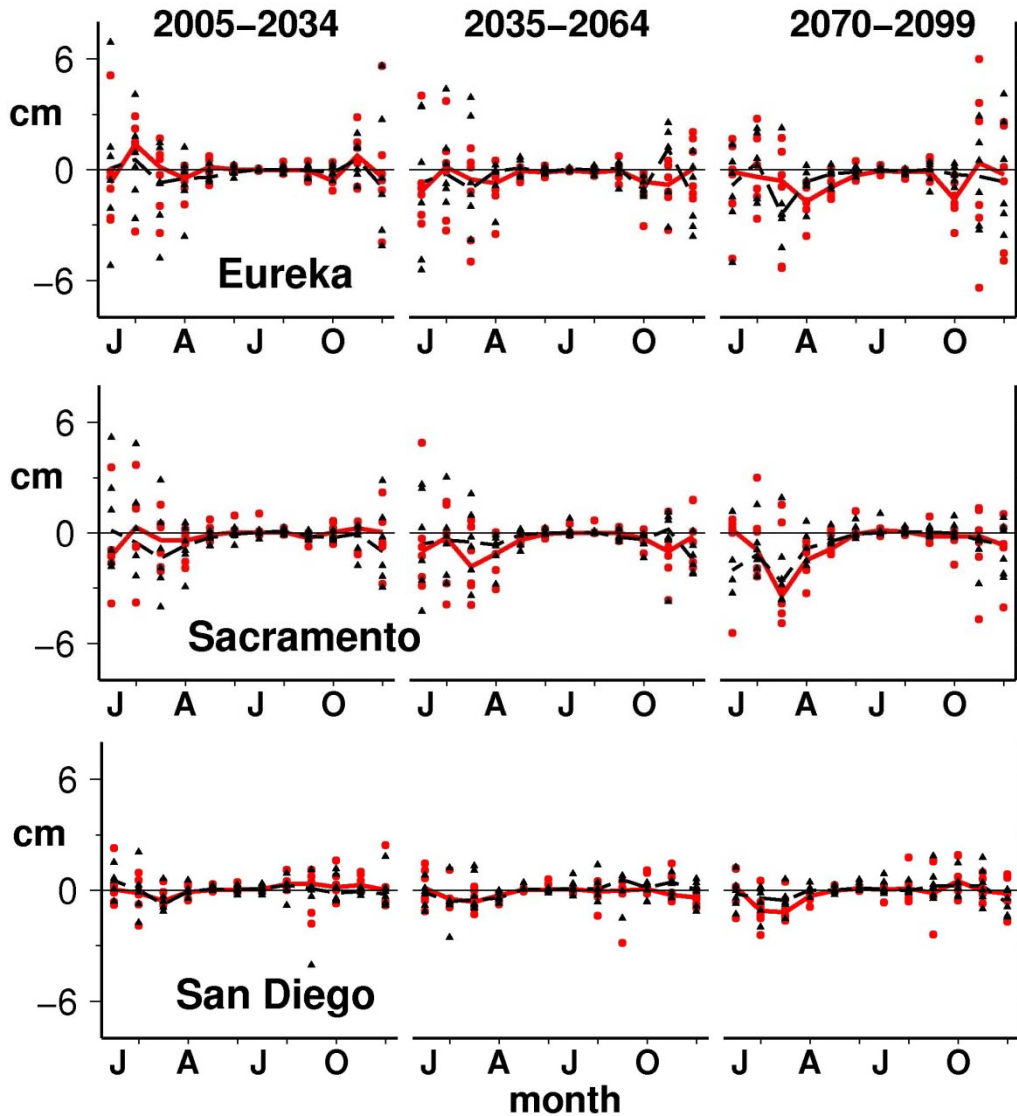 2005–2034 2035–2064 2070–2099
6
cm
0
–6
Eureka
J A J O J A J O J A J O
6
cm
0
–6
Sacramento
J A J O J A J O J A J O
6
cm
0
–6
San Diego
J A J O J A J O J A J O
month